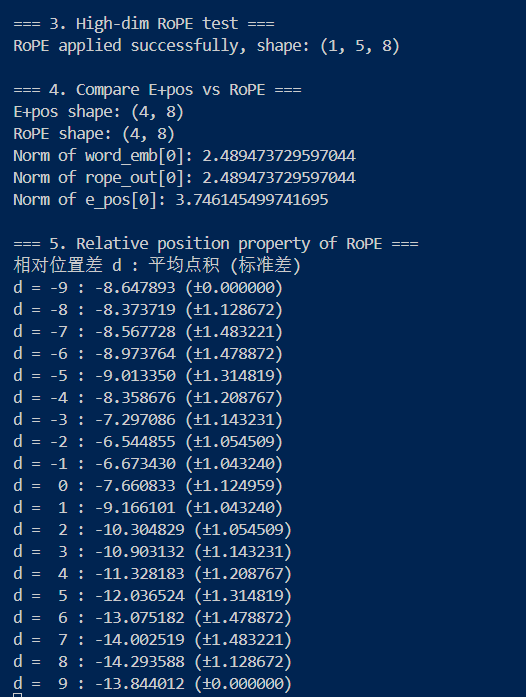 === 3. High-dim RoPE test ===
RoPE applied successfully, shape: (1, 5, 8)
=== 4. Compare E+pos vs RoPE ===
E+pos shape: (4, 8)
RoPE shape: (4, 8)
Norm of word_emb[0]: 2.489473729597044
Norm of rope_out[0]: 2.489473729597044
Norm of e_pos[0]: 3.746145499741695
=== 5. Relative position property of RoPE ===
相对位置差 d : 平均点积 (标准差)
d = -9 : -8.647893 (±0.000000)
d = -8 : -8.373719 (±1.128672)
d = -7 : -8.567728 (±1.483221)
d = -6 : -8.973764 (±1.478872)
d = -5 : -9.013350 (±1.314819)
d = -4 : -8.358676 (±1.208767)
d = -3 : -7.297086 (±1.143231)
d = -2 : -6.544855 (±1.054509)
d = -1 : -6.673430 (±1.043240)
d =  0 : -7.660833 (±1.124959)
d =  1 : -9.166101 (±1.043240)
d =  2 : -10.304829 (±1.054509)
d =  3 : -10.903132 (±1.143231)
d =  4 : -11.328183 (±1.208767)
d =  5 : -12.036524 (±1.314819)
d =  6 : -13.075182 (±1.478872)
d =  7 : -14.002519 (±1.483221)
d =  8 : -14.293588 (±1.128672)
d =  9 : -13.844012 (±0.000000)